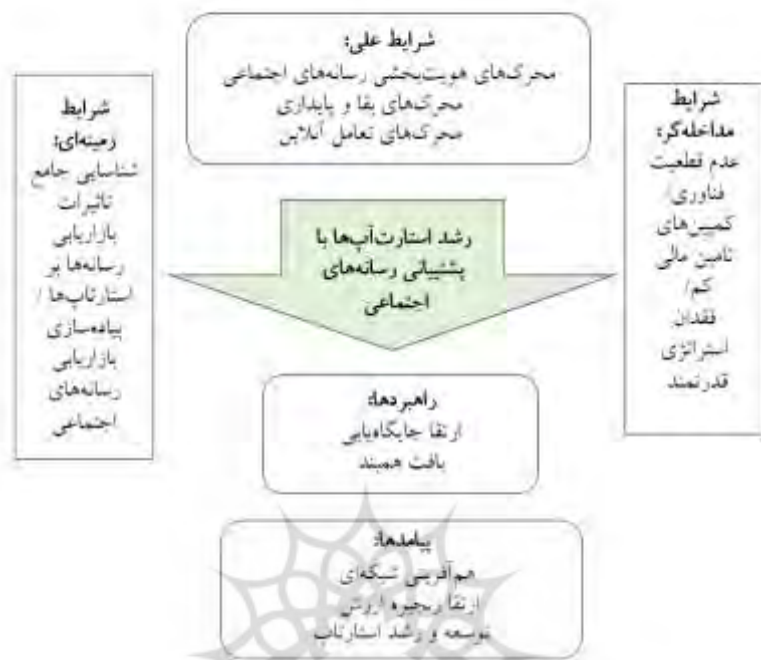 شرایط علی:
محرک‌های هویت‌بخشی رسانه‌های اجتماعی
محرک‌های بقا و پایداری
محرک‌های تعامل آنلاین
شرایط
مداخله‌گر:
عدم قطعیت
فناوری/
کمپین‌های
تامین مالی
کم/
فقدان
استراتژی
قدرتمند
رشد استارت‌آپ‌ها با
پشتیبانی رسانه‌های
اجتماعی
شرایط
زمینه‌ای:
شناسایی جامع
تاثیرات
بازاریابی
رسانه‌ها بر
استارتاپ‌ها /
پیاده‌سازی
بازاریابی
رسانه‌های
اجتماعی
راهبردها:
ارتقا جایگاه‌یابی
بافت همبند
پیامدها:
هم‌آفرینی شبکه‌ای
ارتقا زنجیره ارزش
توسعه و رشد استارتاپ